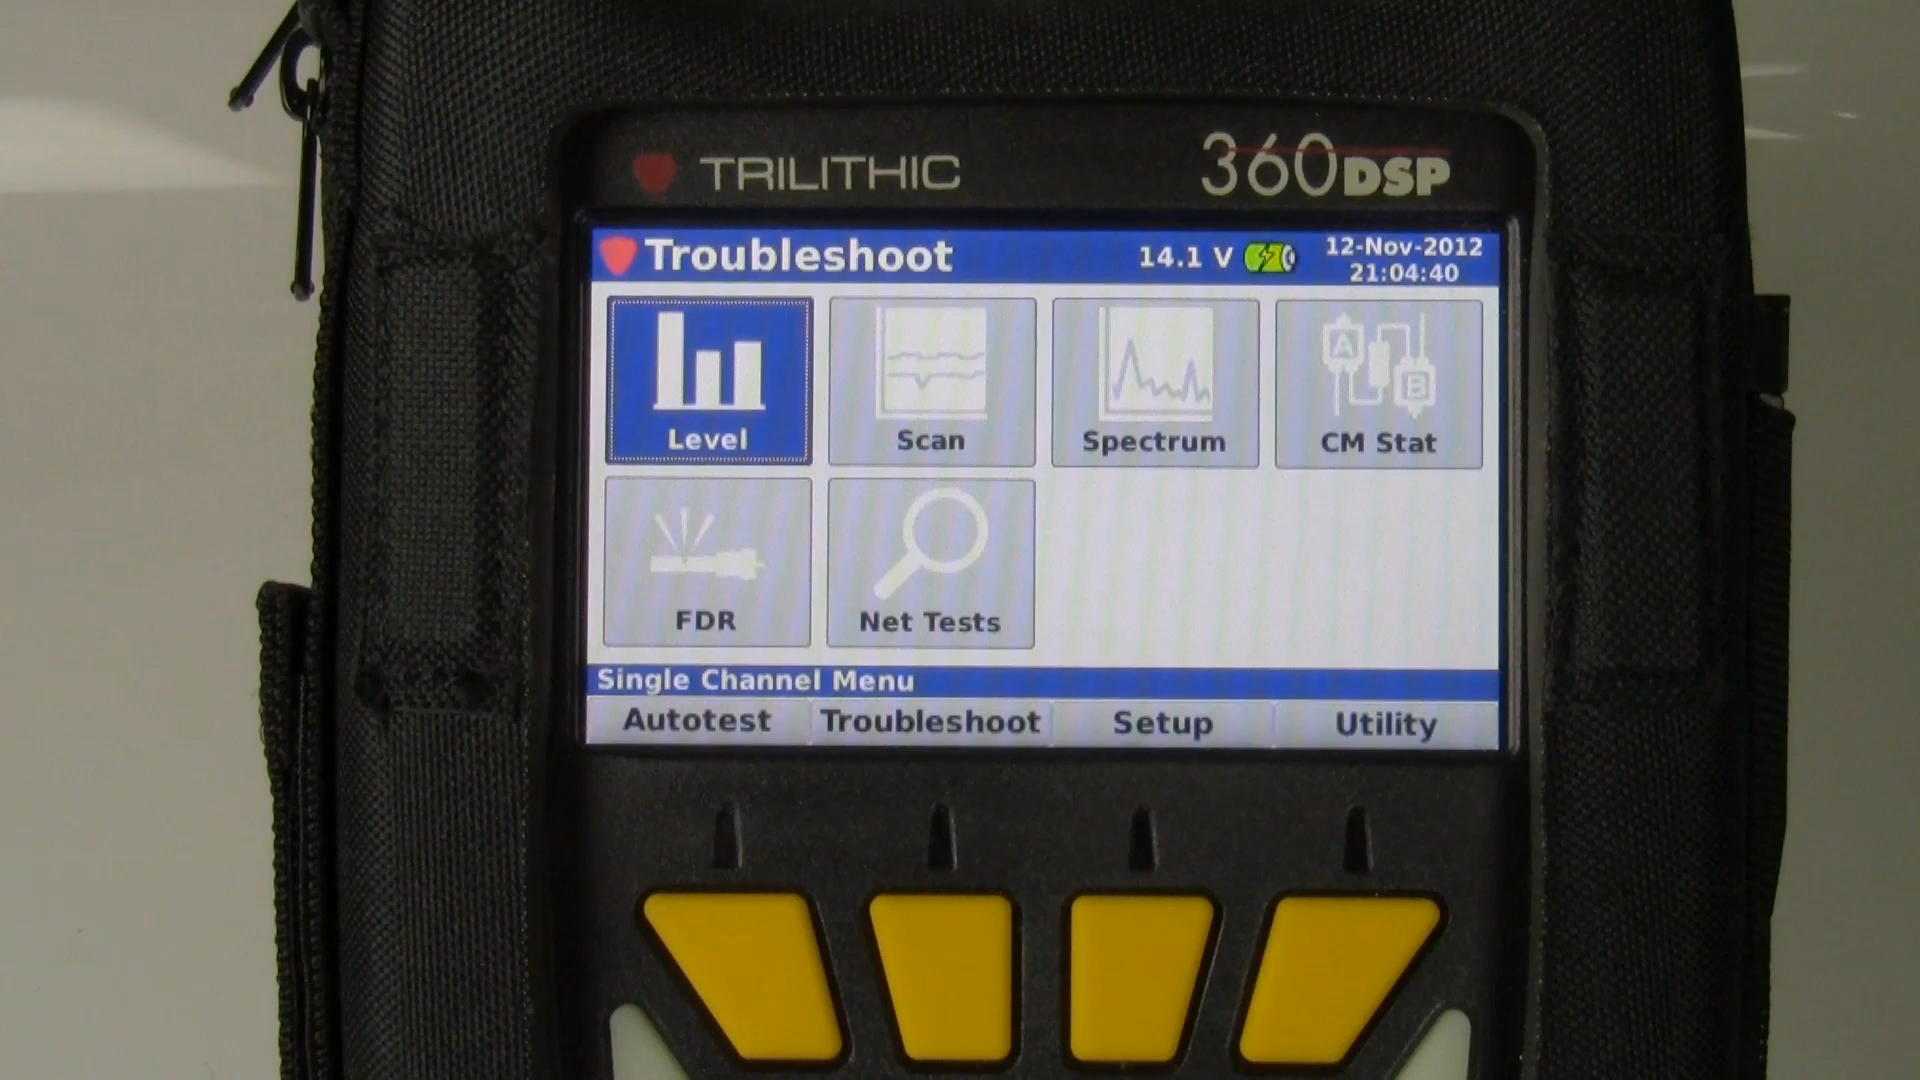 TRILITHIC
360DSP
Troubleshoot
14.1 V
12-Nov-2012
21:04:40
Level
Scan
Spectrum
A
B
CM Stat
FDR
Net Tests
Single Channel Menu
Autotest
Troubleshoot
Setup
Utility